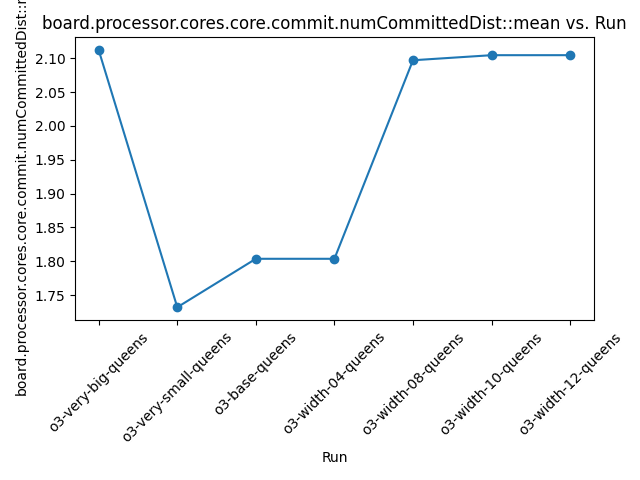 board.processor.cores.core.commit.numCommittedDist::mean vs. Run
board.processor.cores.core.commit.numCommittedDist::
2.10
2.05
2.00
1.95
1.90
1.85
1.80
1.75
o3-very-big-queens
o3-very-small-queens
o3-base-queens
o3-width-04-queens
o3-width-08-queens
o3-width-10-queens
o3-width-12-queens
Run